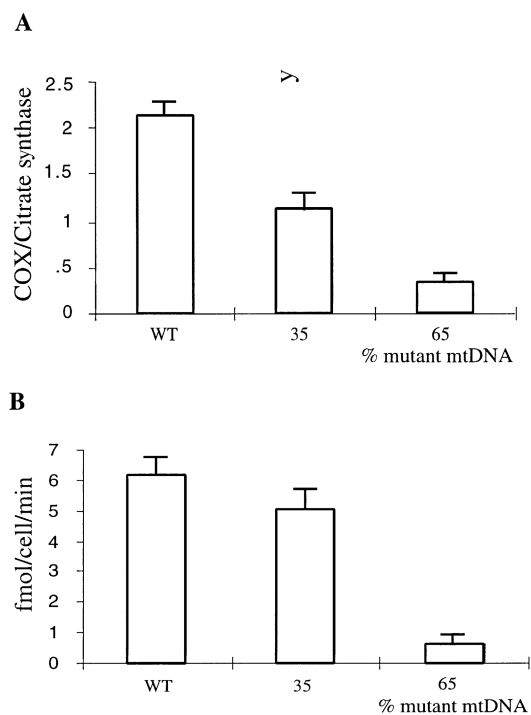 A
y
COX/Citrate synthase
2.5
2
1.5
1
.5
0
WT 35 65
% mutant mtDNA
B
fmol/cell/min
7
6
5
4
3
2
1
0
WT 35 65
% mutant mtDNA